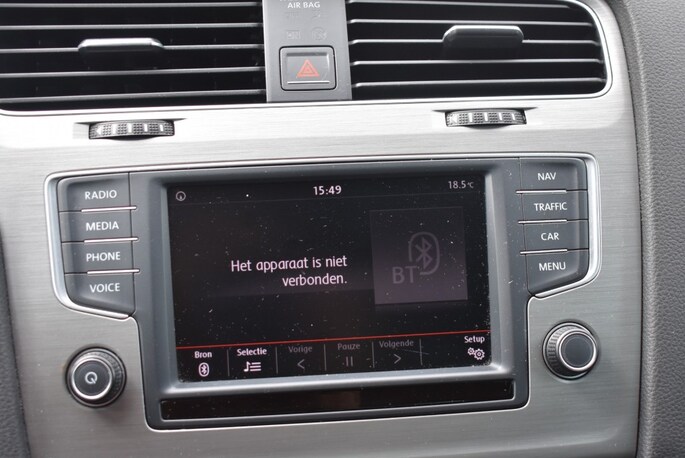 AIR BAG
RADIO
MEDIA
PHONE
VOICE
15:49
18.5°C
Het apparaat is niet
verbonden.
BT
Bron
Selectie
Vorige
Pauze
Volgende
Setup
NAV
TRAFFIC
CAR
MENU